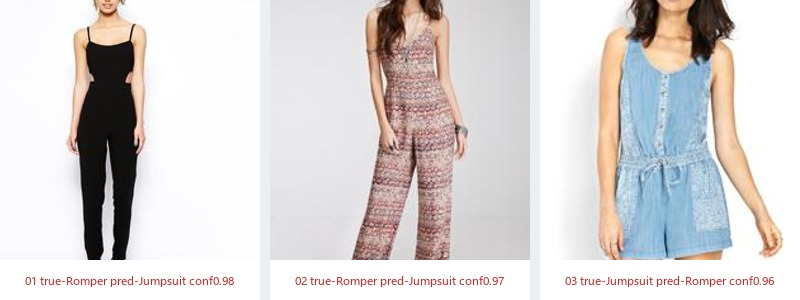 01 true-Romper pred-Jumpsuit conf0.98
02 true-Romper pred-Jumpsuit conf0.97
03 true-Jumpsuit pred-Romper conf0.96